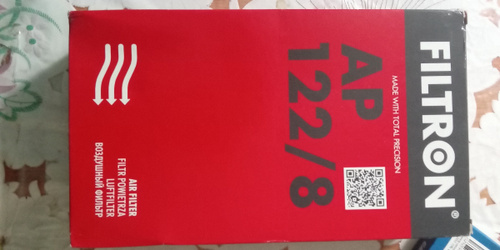 FILTRON®
MADE WITH TOTAL PRECISION
AP
122/8
AIR FILTER
FILTR POWIETRZA
LUFTFILTER
ВОЗДУШНЫЙ ФИЛЬТР